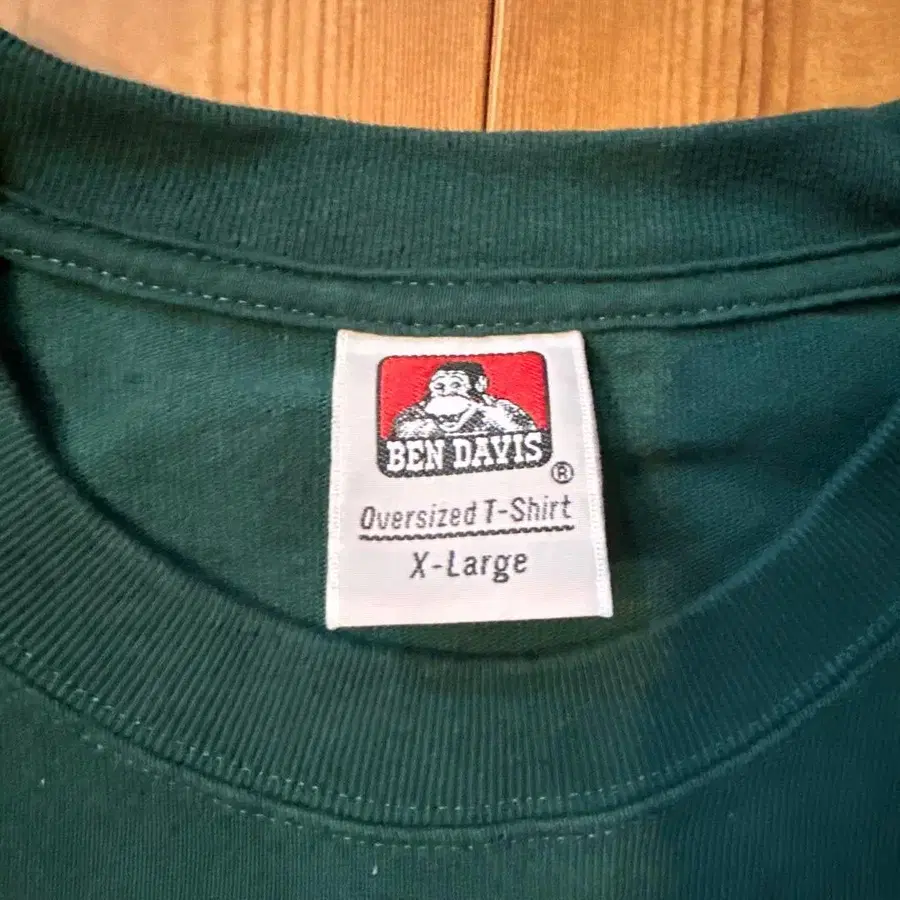 BEN DAVIS
®
Oversized T-Shirt
X-Large